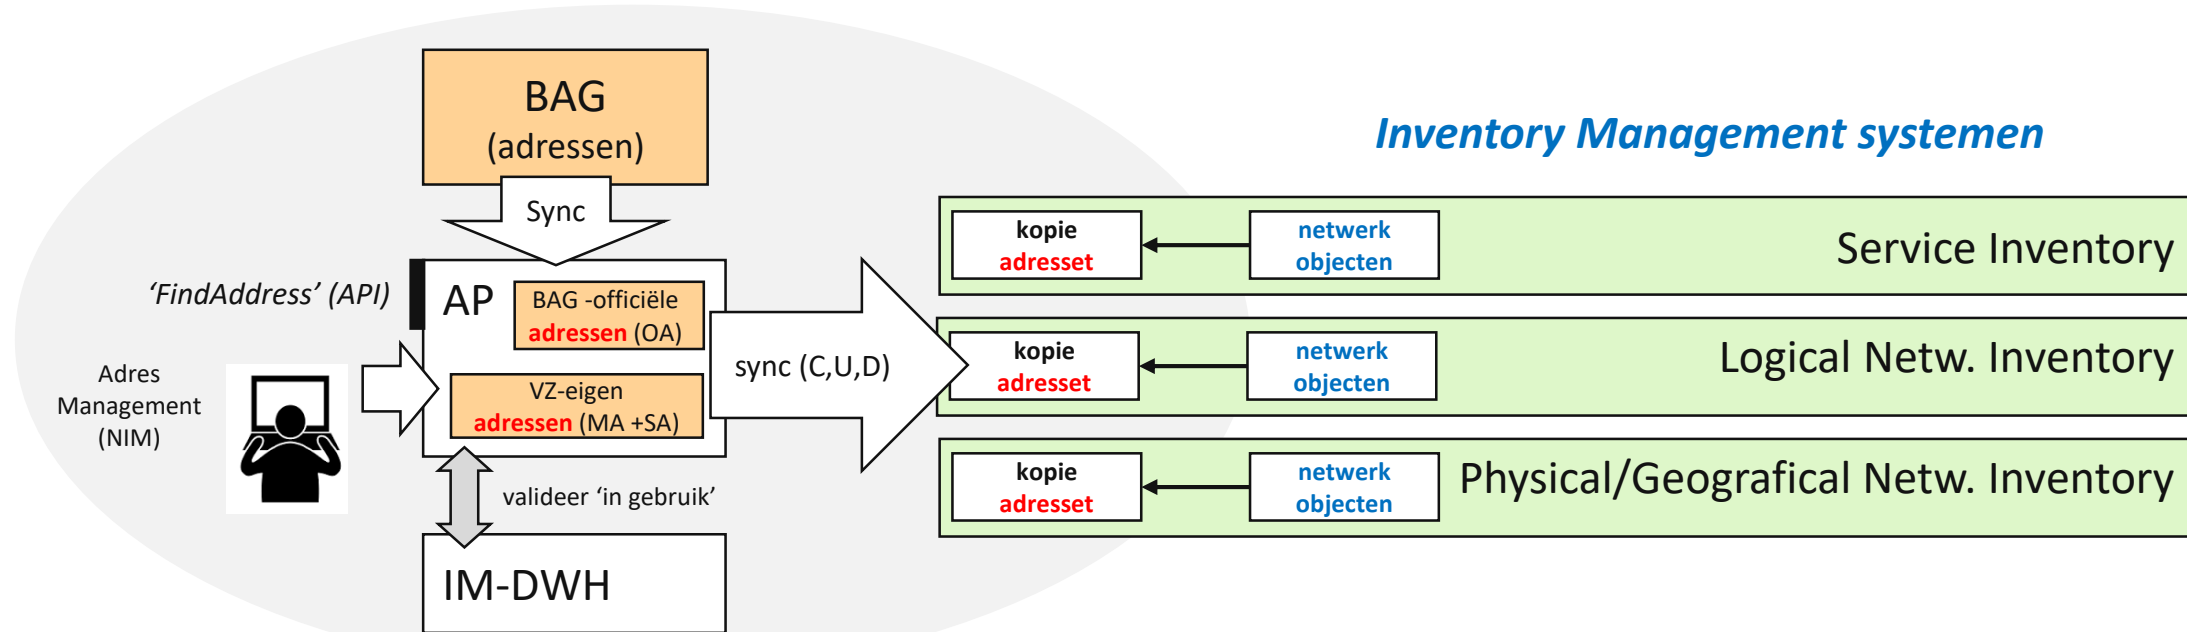 BAG
(adressen)
Sync
Inventory Management systemen
'FindAddress' (API)
AP
BAG -officiële
adressen (OA)
VZ-eigen
adressen (MA +SA)
Adres
Management
(NIM)
sync (C,U,D)
valideer 'in gebruik'
IM-DWH
kopie
adresset
netwerk
objecten
Service Inventory
kopie
adresset
netwerk
objecten
Logical Netw. Inventory
kopie
adresset
netwerk
objecten
Physical/Geografical Netw. Inventory